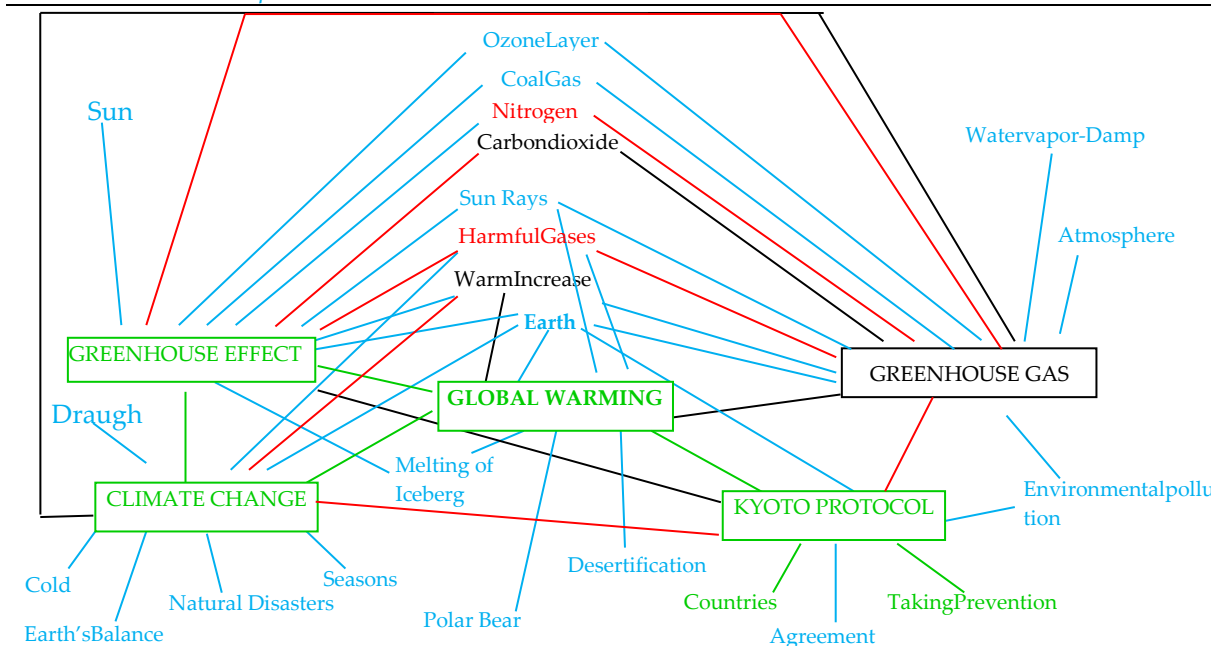 OzoneLayer
CoalGas
Sun
Nitrogen
Carbondioxide
Watervapor-Damp
Sun Rays
HarmfulGases
Atmosphere
WarmIncrease
Earth
GREENHOUSE EFFECT
GREENHOUSE GAS
GLOBAL WARMING
Draugh
Melting of
Iceberg
CLIMATE CHANGE
KYOTO PROTOCOL
Environmentalpollu
tion
Cold
Seasons
Desertification
Natural Disasters
Countries
TakingPrevention
Polar Bear
Earth'sBalance
Agreement